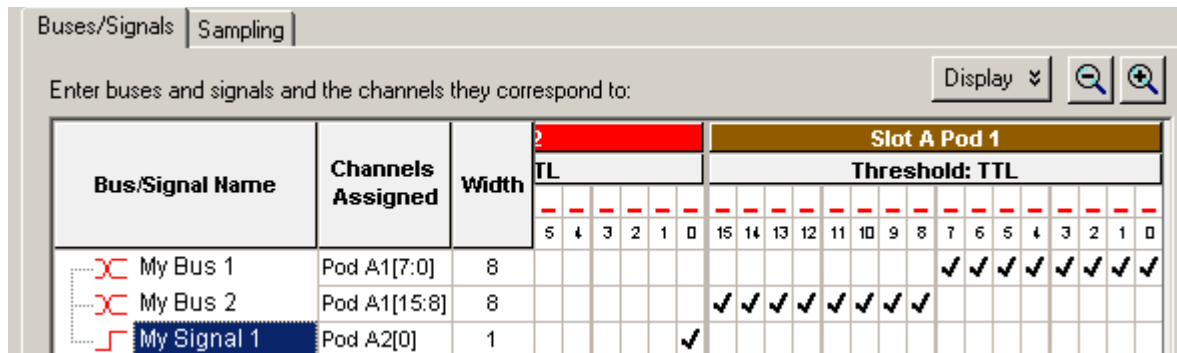 Buses/Signals Sampling
Enter buses and signals and the channels they correspond to: Display
2 Slot A Pod 1
Bus/Signal Name Channels Assigned Width TL Threshold: TTL
5 4 3 2 1 0 15 14 13 12 11 10 9 8 7 6 5 4 3 2 1 0
My Bus 1 Pod A1[7:0] 8
My Bus 2 Pod A1[15:8] 8
My Signal 1 Pod A2[0] 1